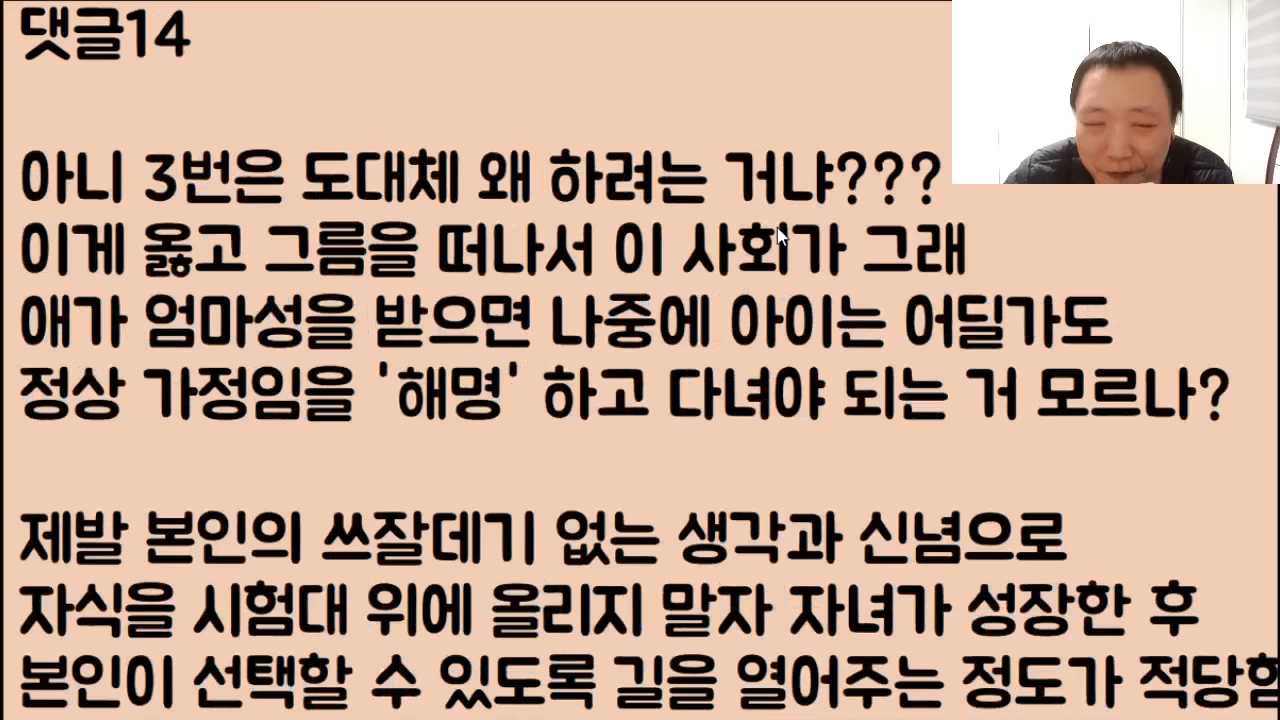 댓글14
아니 3번은 도대체 왜 하려는 거냐???
이게 옳고 그름을 떠나서 이 사회가 그래
애가 엄마성을 받으면 나중에 아이는 어딜가도
정상 가정임을 '해명' 하고 다녀야 되는 거 모르나?
제발 본인의 쓰잘데기 없는 생각과 신념으로
자식을 시험대 위에 올리지 말자 자녀가 성장한 후
본인이 선택할 수 있도록 길을 열어주는 정도가 적당함